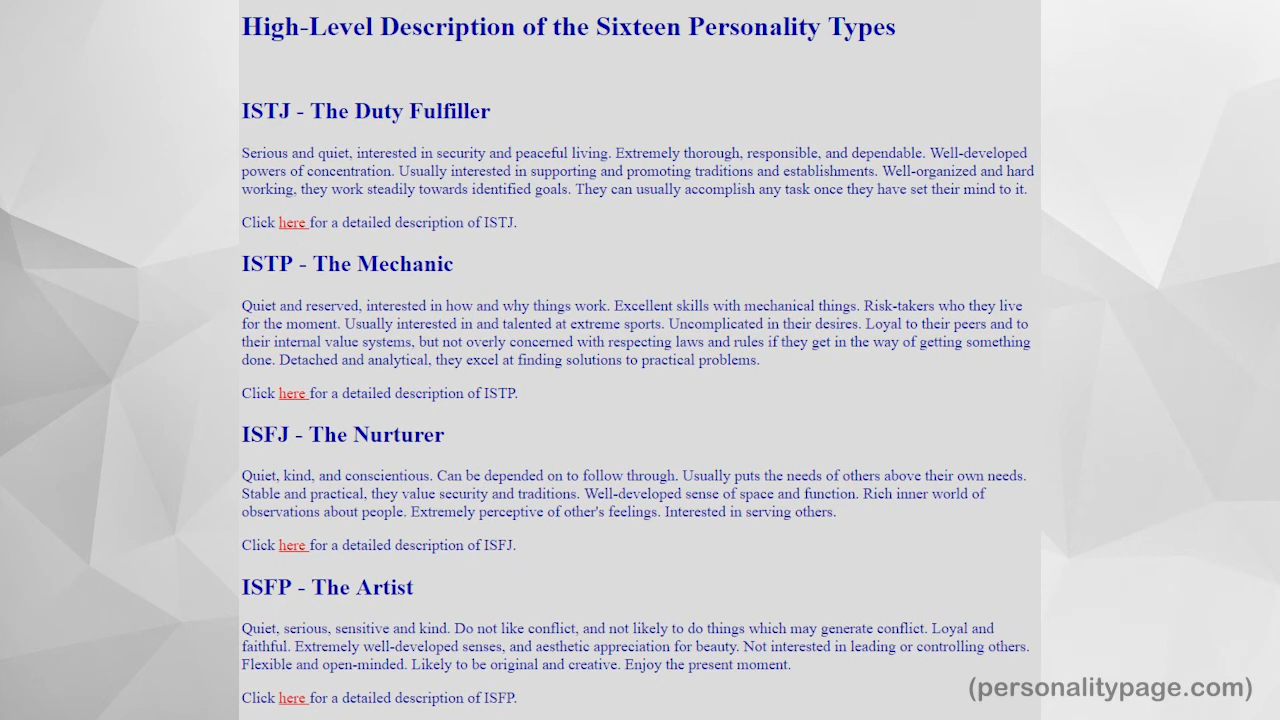 High-Level Description of the Sixteen Personality Types
ISTJ - The Duty Fulfiller
Serious and quiet, interested in security and peaceful living. Extremely thorough, responsible, and dependable. Well-developed
powers of concentration. Usually interested in supporting and promoting traditions and establishments. Well-organized and hard
working, they work steadily towards identified goals. They can usually accomplish any task once they have set their mind to it.
Click here for a detailed description of ISTJ.
ISTP - The Mechanic
Quiet and reserved, interested in how and why things work. Excellent skills with mechanical things. Risk-takers who they live
for the moment. Usually interested in and talented at extreme sports. Uncomplicated in their desires. Loyal to their peers and to
their internal value systems, but not overly concerned with respecting laws and rules if they get in the way of getting something
done. Detached and analytical, they excel at finding solutions to practical problems.
Click here for a detailed description of ISTP.
ISFJ - The Nurturer
Quiet, kind, and conscientious. Can be depended on to follow through. Usually puts the needs of others above their own needs.
Stable and practical, they value security and traditions. Well-developed sense of space and function. Rich inner world of
observations about people. Extremely perceptive of other's feelings. Interested in serving others.
Click here for a detailed description of ISFJ.
ISFP - The Artist
Quiet, serious, sensitive and kind. Do not like conflict, and not likely to do things which may generate conflict. Loyal and
faithful. Extremely well-developed senses, and aesthetic appreciation for beauty. Not interested in leading or controlling others.
Flexible and open-minded. Likely to be original and creative. Enjoy the present moment.
Click here for a detailed description of ISFP.
(personalitypage.com)